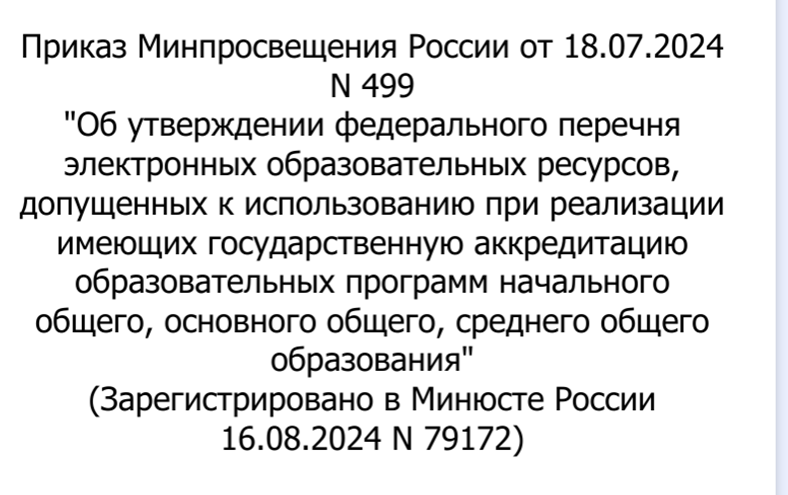 Приказ Минпросвещения России от 18.07.2024
N 499
"Об утверждении федерального перечня
электронных образовательных ресурсов,
допущенных к использованию при реализации
имеющих государственную аккредитацию
образовательных программ начального
общего, основного общего, среднего общего
образования"
(Зарегистрировано в Минюсте России
16.08.2024 N 79172)